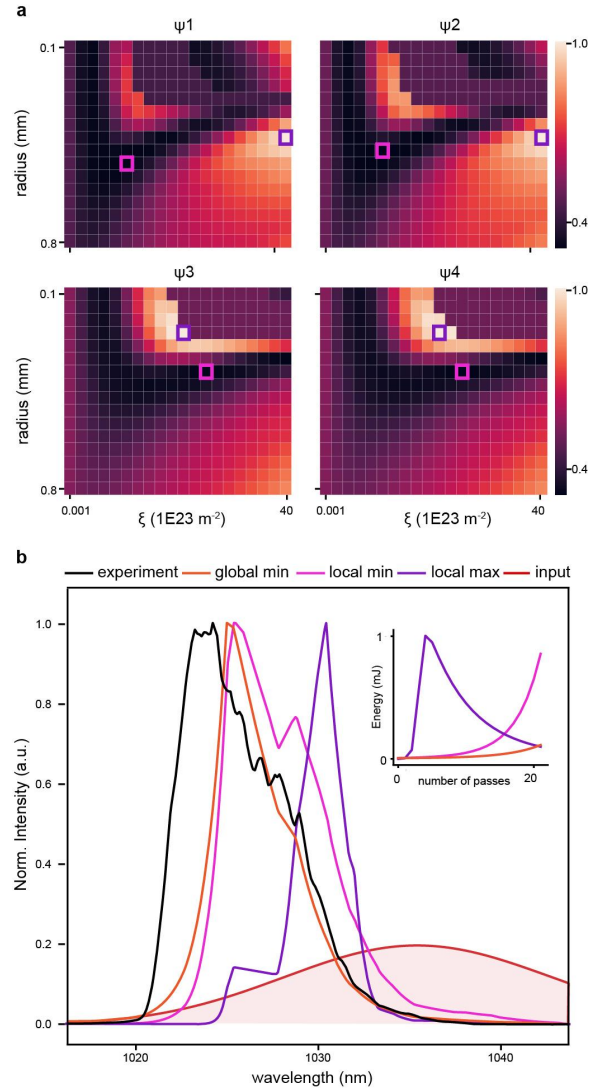 a
ψ1 ψ2
0.1 1.0
radius (mm)
0.8 0.4
ψ3 ψ4
0.1 1.0
radius (mm)
0.8 0.4
0.001 40 0.001 40
ξ (1E23 m⁻²) ξ (1E23 m⁻²)
b
experiment global min local min local max input
1.0
0.8
0.6
0.4
0.2
0.0
Norm. Intensity (a.u.)
1
Energy (mJ)
0
0 20
number of passes
1020 1030 1040
wavelength (nm)